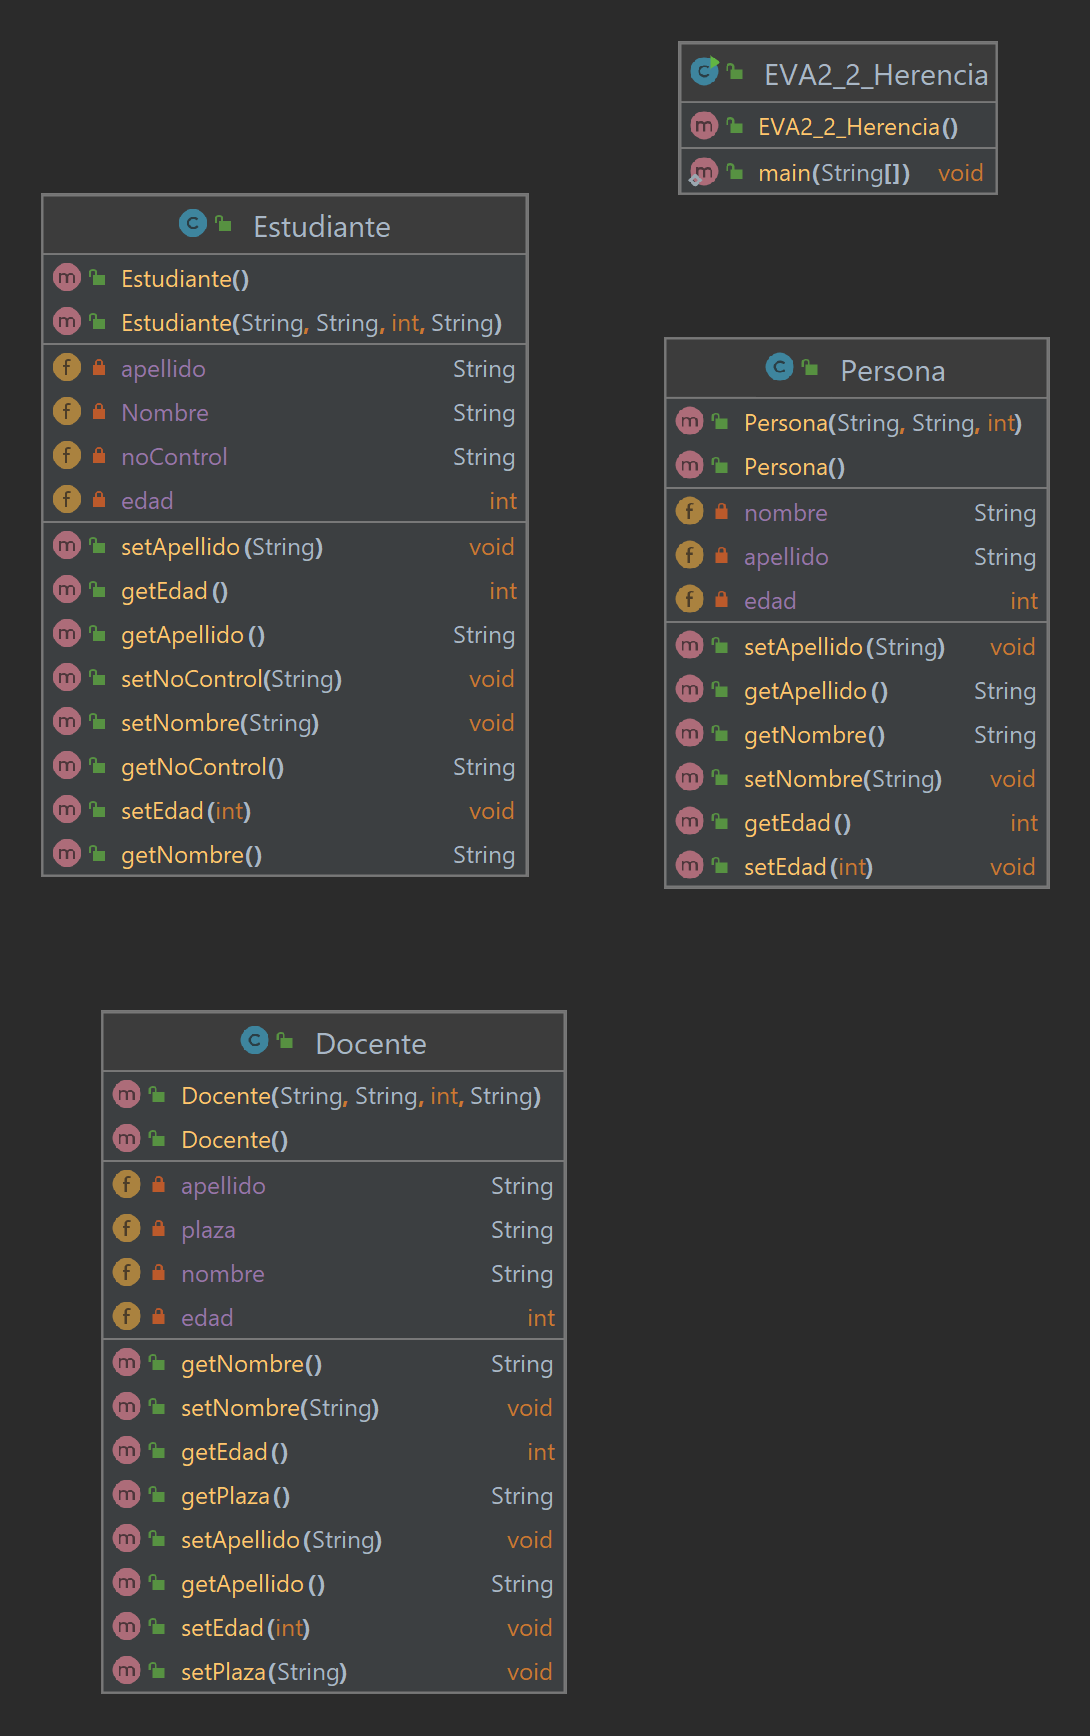 EVA2_2_Herencia
EVA2_2_Herencia()
main(String[]) void
Estudiante
Estudiante()
Estudiante(String, String, int, String)
apellido String
Nombre String
noControl String
edad int
setApellido(String) void
getEdad() int
getApellido() String
setNoControl(String) void
setNombre(String) void
getNoControl() String
setEdad(int) void
getNombre() String
Persona
Persona(String, String, int)
Persona()
nombre String
apellido String
edad int
setApellido(String) void
getApellido() String
getNombre() String
setNombre(String) void
getEdad() int
setEdad(int) void
Docente
Docente(String, String, int, String)
Docente()
apellido String
plaza String
nombre String
edad int
getNombre() String
setNombre(String) void
getEdad() int
getPlaza() String
setApellido(String) void
getApellido() String
setEdad(int) void
setPlaza(String) void